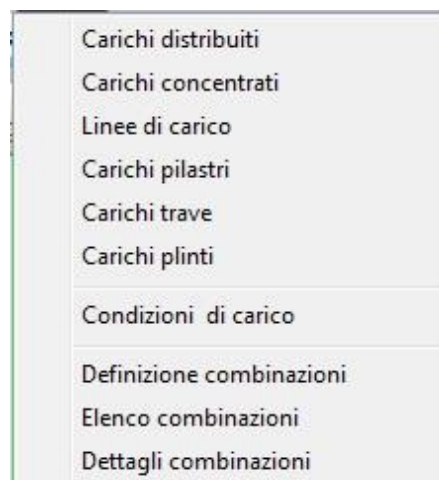 Carichi distribuiti
Carichi concentrati
Linee di carico
Carichi pilastri
Carichi trave
Carichi plinti
Condizioni  di carico
Definizione combinazioni
Elenco combinazioni
Dettagli combinazioni